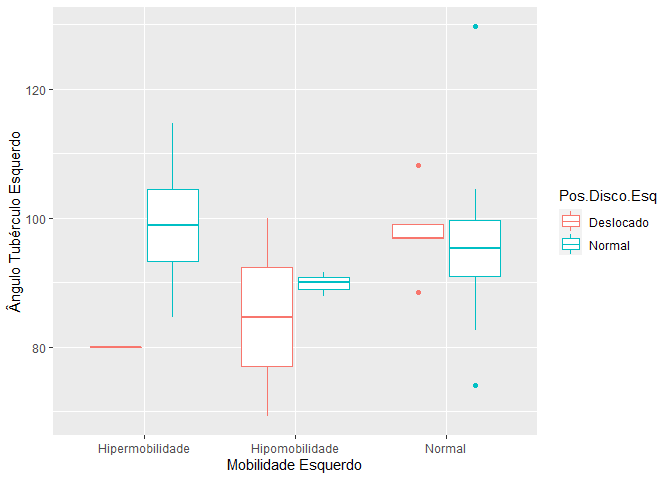 Ângulo Tubérculo Esquerdo
120
100
80
Hipermobilidade
Hipomobilidade
Normal
Mobilidade Esquerdo
Pos.Disco.Esq
Deslocado
Normal